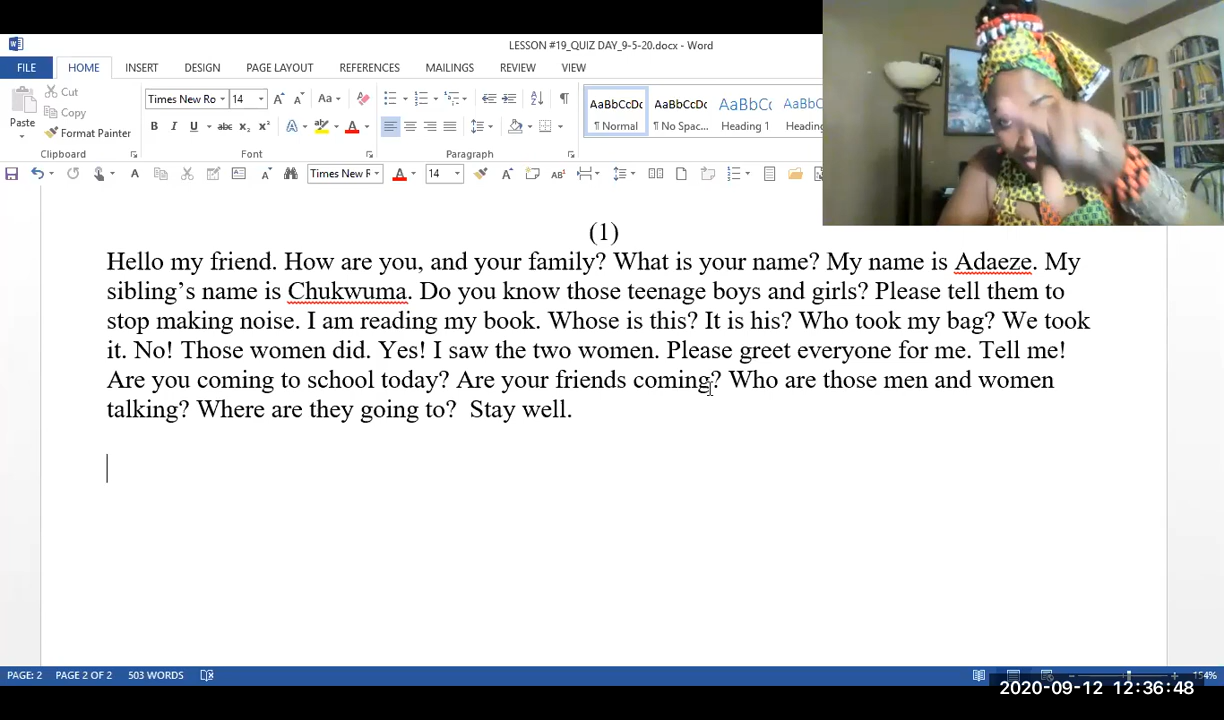 LESSON #19_QUIZ DAY_9-5-20.docx - Word
FILE HOME INSERT DESIGN PAGE LAYOUT REFERENCES MAILINGS REVIEW VIEW
Cut
Copy
Format Painter
Paste
Times New Ro 14
AaBbCcDc AaBbCcDc AaBbCc AaBbCcD
¶ Normal ¶ No Spac... Heading 1 Heading
Clipboard Font Paragraph
Times New R 14
(1)
Hello my friend. How are you, and your family? What is your name? My name is Adaeze. My
sibling’s name is Chukwuma. Do you know those teenage boys and girls? Please tell them to
stop making noise. I am reading my book. Whose is this? It is his? Who took my bag? We took
it. No! Those women did. Yes! I saw the two women. Please greet everyone for me. Tell me!
Are you coming to school today? Are your friends coming? Who are those men and women
talking? Where are they going to? Stay well.
PAGE: 2 PAGE 2 OF 2 503 WORDS
2020-09-12 12:36:48